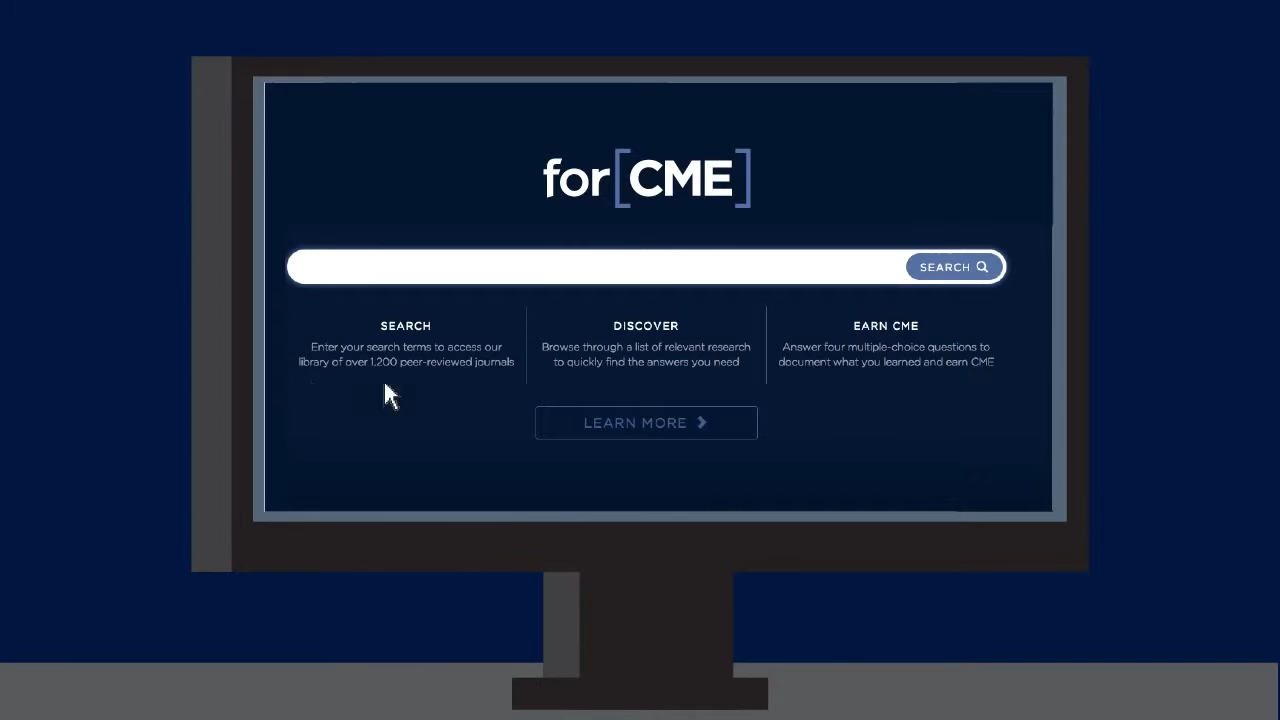 for[CME]
SEARCH
SEARCH
Enter your search terms to access our
library of over 1,200 peer-reviewed journals
DISCOVER
Browse through a list of relevant research
to quickly find the answers you need
EARN CME
Answer four multiple-choice questions to
document what you learned and earn CME
LEARN MORE